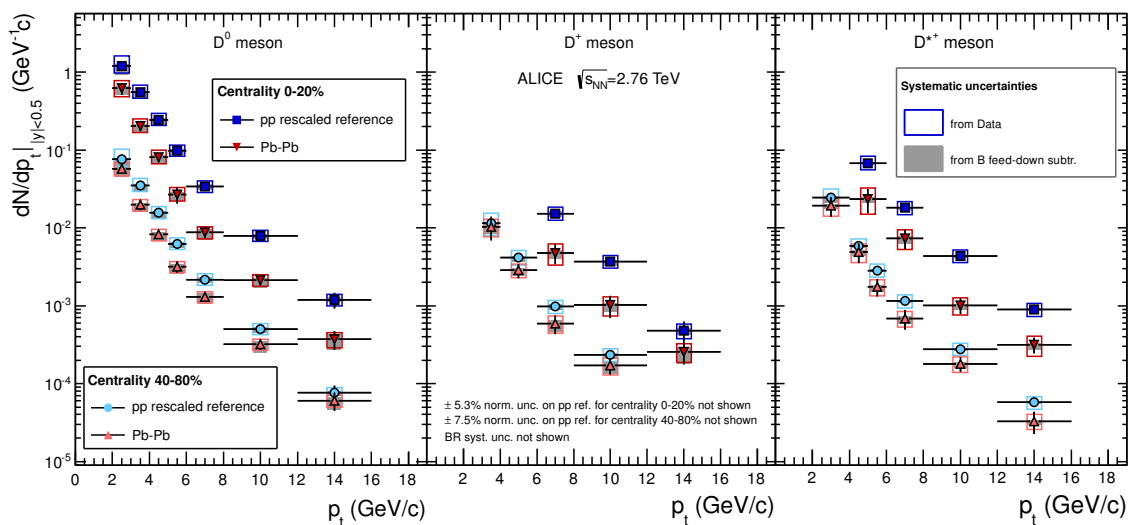 D⁰ meson
D⁺ meson
D*⁺ meson
dN/dp_t||y|<0.5 (GeV⁻¹c)
1
10⁻¹
10⁻²
10⁻³
10⁻⁴
10⁻⁵
Centrality 0-20%
pp rescaled reference
Pb-Pb
ALICE √s_NN=2.76 TeV
Systematic uncertainties
from Data
from B feed-down subtr.
Centrality 40-80%
pp rescaled reference
Pb-Pb
± 5.3% norm. unc. on pp ref. for centrality 0-20% not shown
± 7.5% norm. unc. on pp ref. for centrality 40-80% not shown
BR syst. unc. not shown
0 2 4 6 8 10 12 14 16 18
0 2 4 6 8 10 12 14 16 18
0 2 4 6 8 10 12 14 16 18
p_t (GeV/c)
p_t (GeV/c)
p_t (GeV/c)